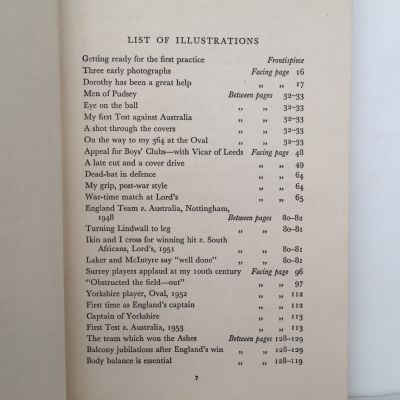 LIST OF ILLUSTRATIONS
Getting ready for the first practice Frontispiece
Three early photographs Facing page 16
Dorothy has been a great help „ „ 17
Men of Pudsey Between pages 32–33
Eye on the ball „ „ 32–33
My first Test against Australia „ „ 32–33
A shot through the covers „ „ 32–33
On the way to my 364 at the Oval „ „ 32–33
Appeal for Boys' Clubs—with Vicar of Leeds Facing page 48
A late cut and a cover drive „ „ 49
Dead-bat in defence „ „ 64
My grip, post-war style „ „ 64
War-time match at Lord's „ „ 65
England Team v. Australia, Nottingham,
1948 Between pages 80–81
Turning Lindwall to leg „ „ 80–81
Ikin and I cross for winning hit v. South
Africans, Lord's, 1951 „ „ 80–81
Laker and McIntyre say "well done" „ „ 80–81
Surrey players applaud at my 100th century Facing page 96
"Obstructed the field—out" „ „ 97
Yorkshire player, Oval, 1952 „ „ 112
First time as England's captain „ „ 112
Captain of Yorkshire „ „ 113
First Test v. Australia, 1953 „ „ 113
The team which won the Ashes Between pages 128–129
Balcony jubilations after England's win „ „ 128–129
Body balance is essential „ „ 128–119
7